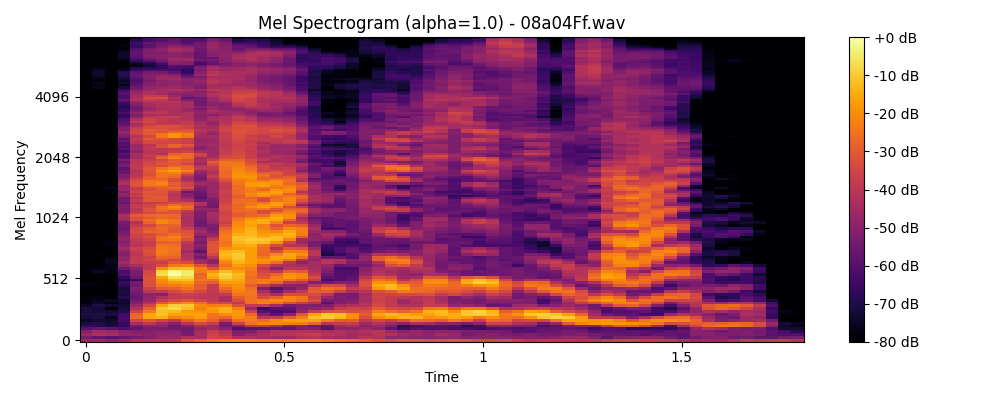 Mel Spectrogram (alpha=1.0) - 08a04Ff.wav
Mel Frequency
4096
2048
1024
512
0
0
0.5
1
1.5
Time
+0 dB
-10 dB
-20 dB
-30 dB
-40 dB
-50 dB
-60 dB
-70 dB
-80 dB